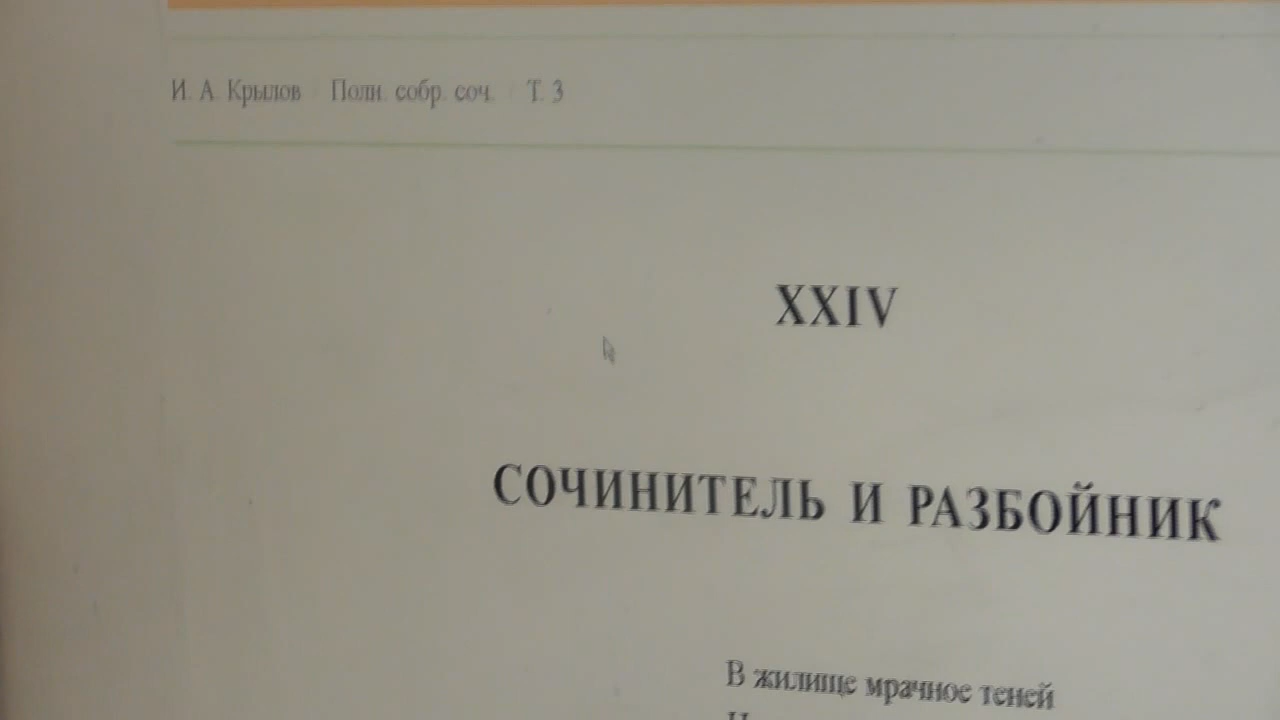 И. А. Крылов Полн. собр. соч. Т. 3
XXIV
СОЧИНИТЕЛЬ И РАЗБОЙНИК
В жилище мрачное теней